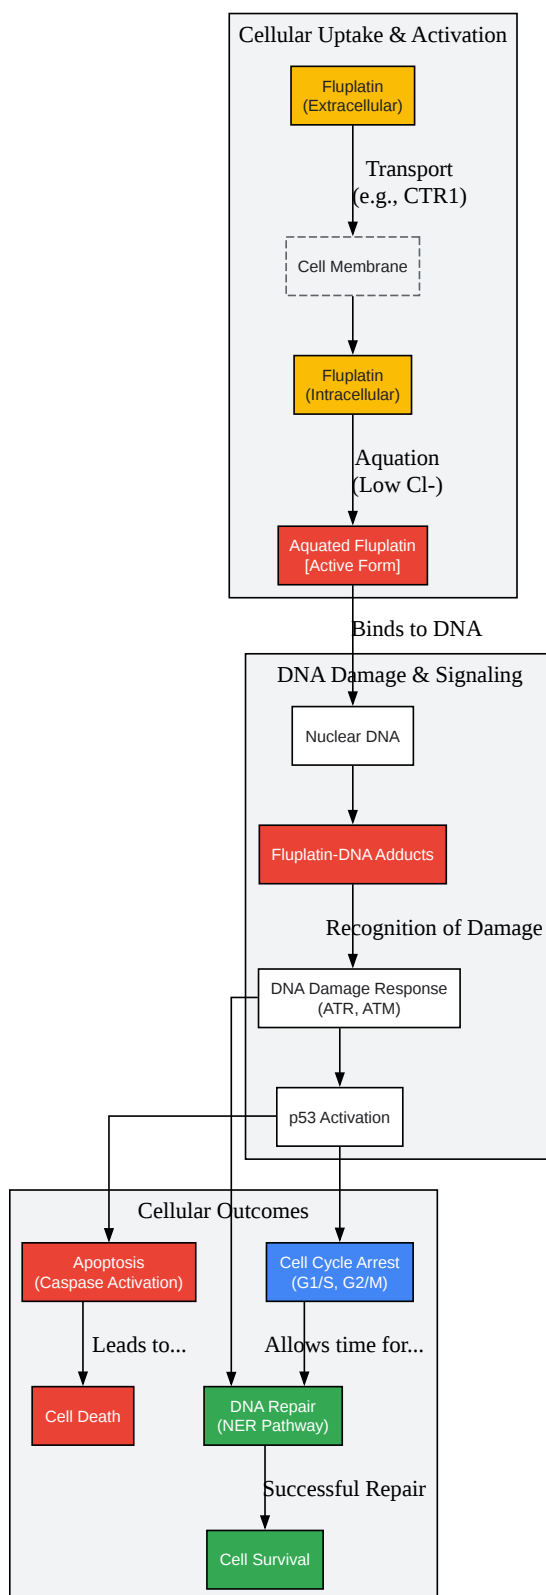 Cellular Uptake & Activation
Fluplatin
(Extracellular)
Transport
(e.g., CTR1)
Cell Membrane
Fluplatin
(Intracellular)
Aquation
(Low Cl-)
Aquated Fluplatin
[Active Form]
Binds to DNA
DNA Damage & Signaling
Nuclear DNA
Fluplatin-DNA Adducts
Recognition of Damage
DNA Damage Response
(ATR, ATM)
p53 Activation
Cellular Outcomes
Apoptosis
(Caspase Activation)
Cell Cycle Arrest
(G1/S, G2/M)
Leads to...
Allows time for...
Cell Death
DNA Repair
(NER Pathway)
Successful Repair
Cell Survival